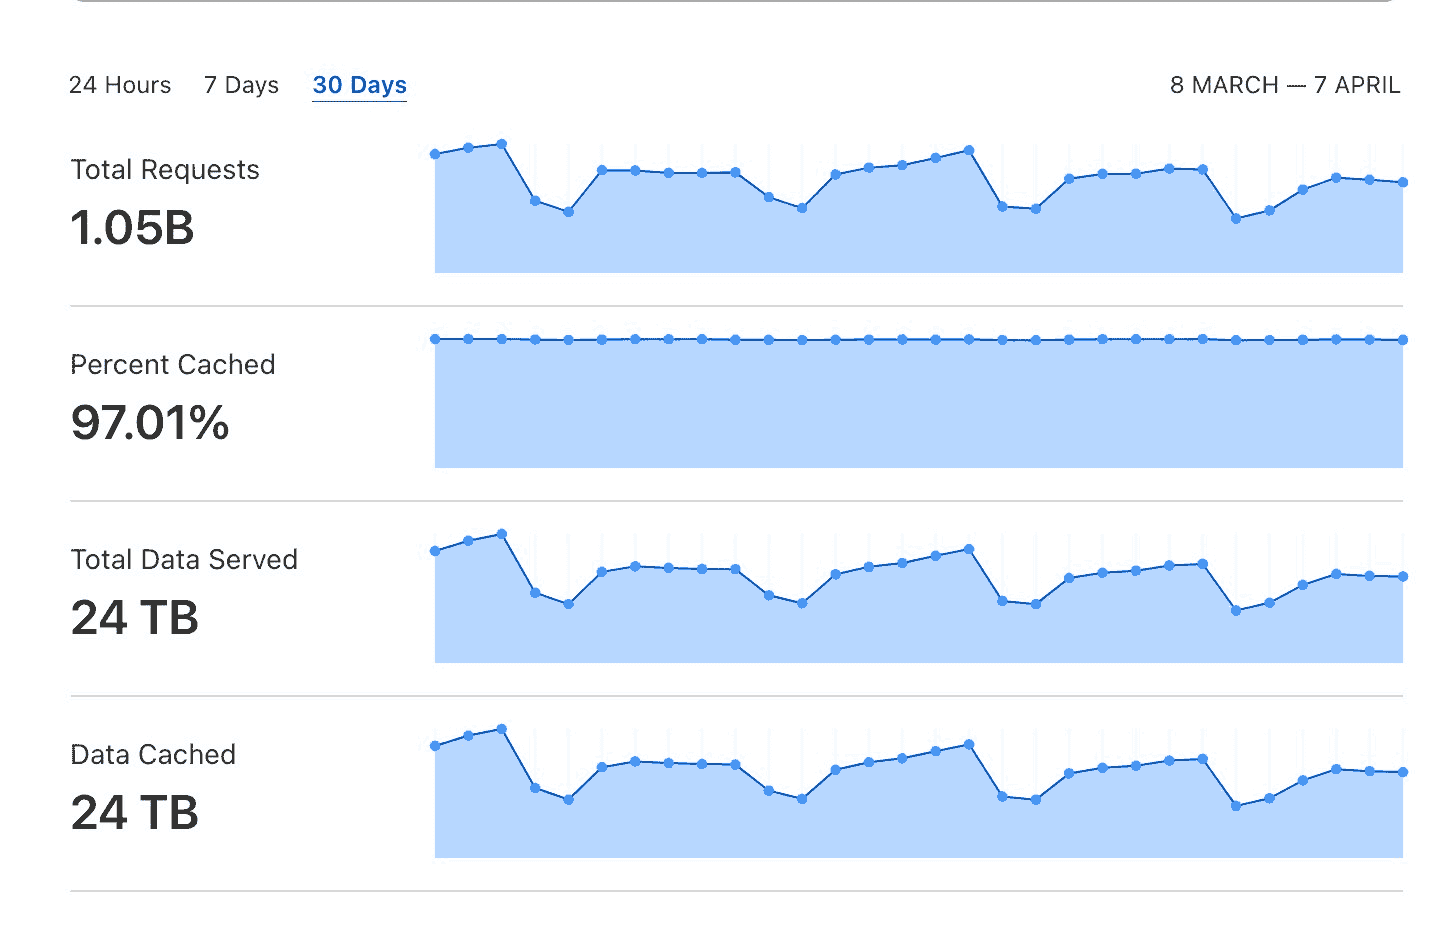 24 Hours 7 Days 30 Days 8 MARCH — 7 APRIL
Total Requests
1.05B
Percent Cached
97.01%
Total Data Served
24 TB
Data Cached
24 TB